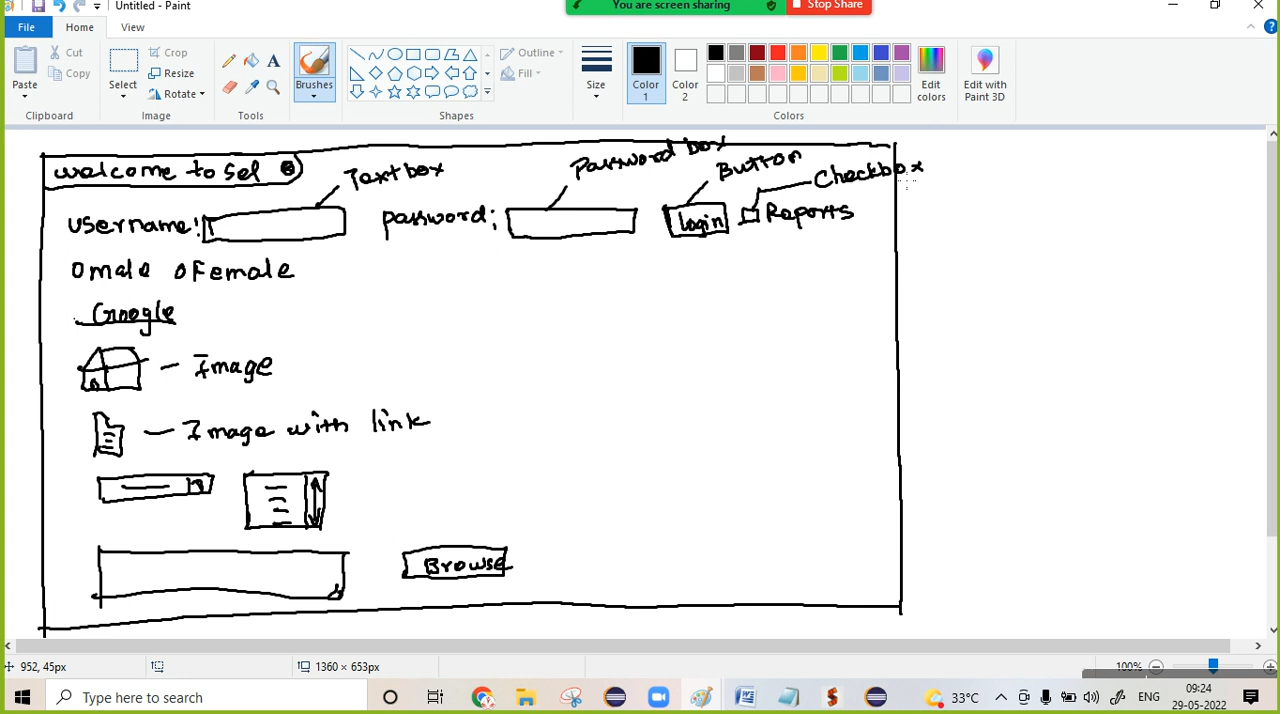 Untitled - Paint
You are screen sharing
Stop Share
File
Home
View
Paste
Cut
Copy
Clipboard
Select
Crop
Resize
Rotate
Image
Tools
Brushes
Outline
Fill
Shapes
Size
Color 1
Color 2
Edit colors
Colors
Edit with Paint 3D
welcome to Sel
Textbox
Password box
Button
Checkbox
username:
password:
login
Reports
male
Female
Google
- Image
- Image with link
Browse
952, 45px
1360 × 653px
100%
Type here to search
33°C
ENG
09:24
29-05-2022